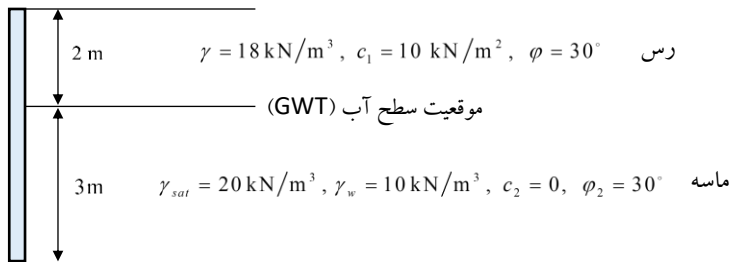 2 m γ = 18 kN/m³ , c₁ = 10 kN/m² , φ = 30° رس
موقعیت سطح آب (GWT)
3m γ_sat = 20 kN/m³ , γ_w = 10 kN/m³ , c₂ = 0, φ₂ = 30° ماسه